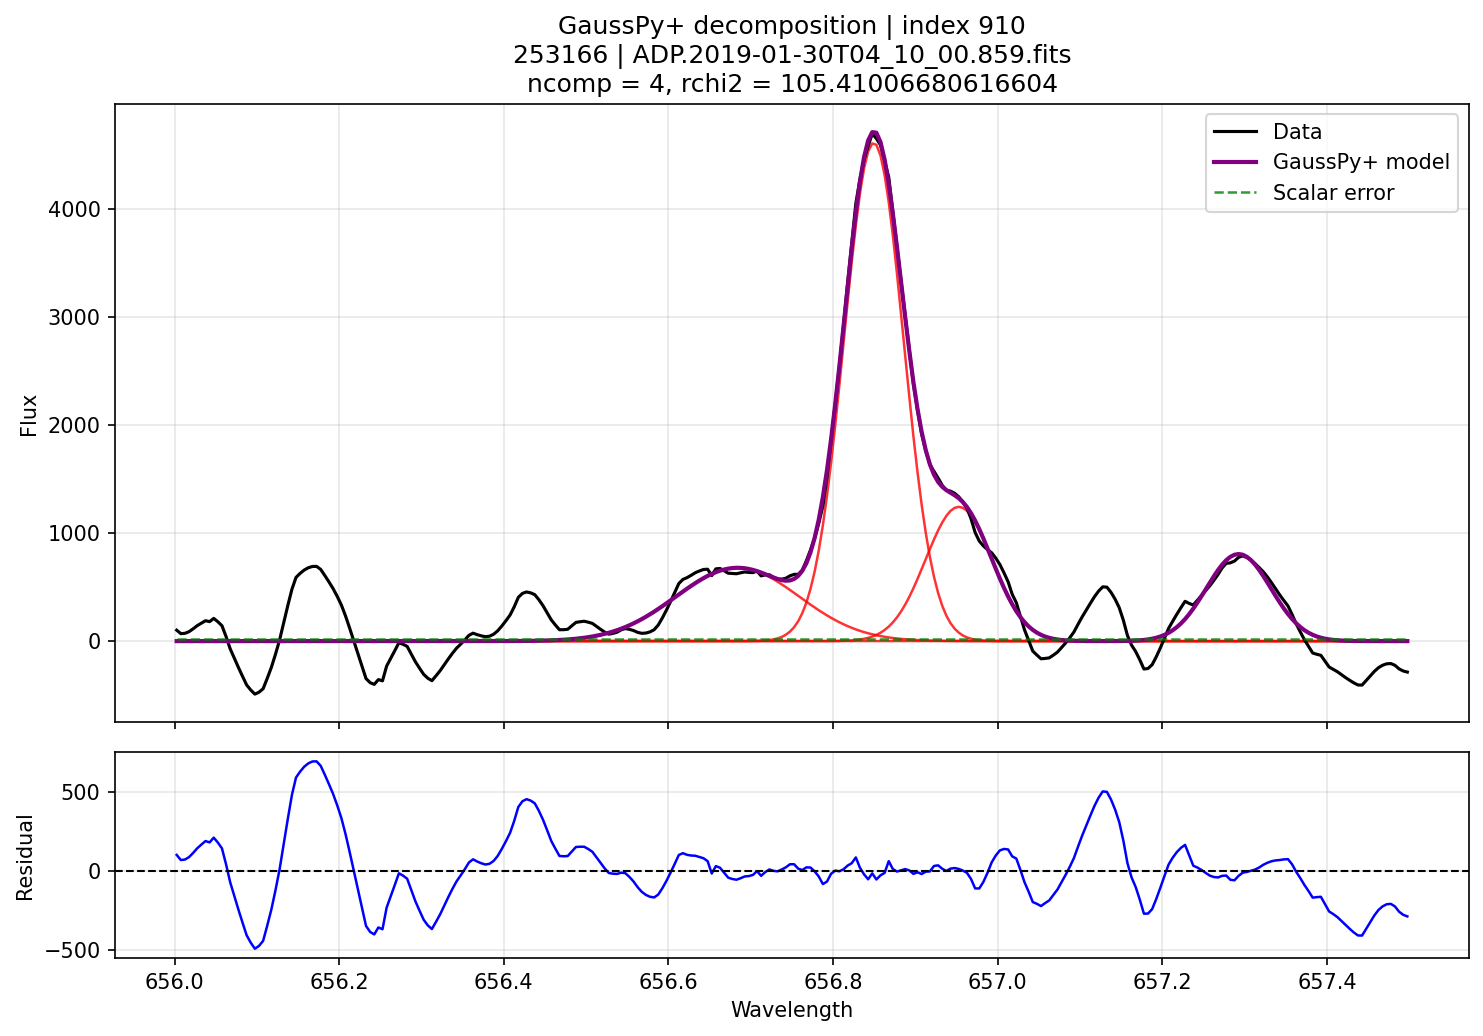 GaussPy+ decomposition | index 910
253166 | ADP.2019-01-30T04_10_00.859.fits
ncomp = 4, rchi2 = 105.41006680616604
Data
GaussPy+ model
Scalar error
Flux
4000
3000
2000
1000
0
Residual
500
0
−500
656.0 656.2 656.4 656.6 656.8 657.0 657.2 657.4
Wavelength